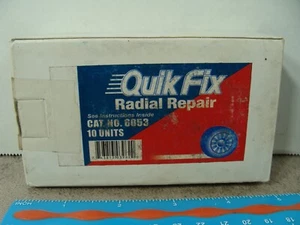 Quik Fix
Radial Repair
See Instructions Inside
CAT. NO. 6053
10 UNITS